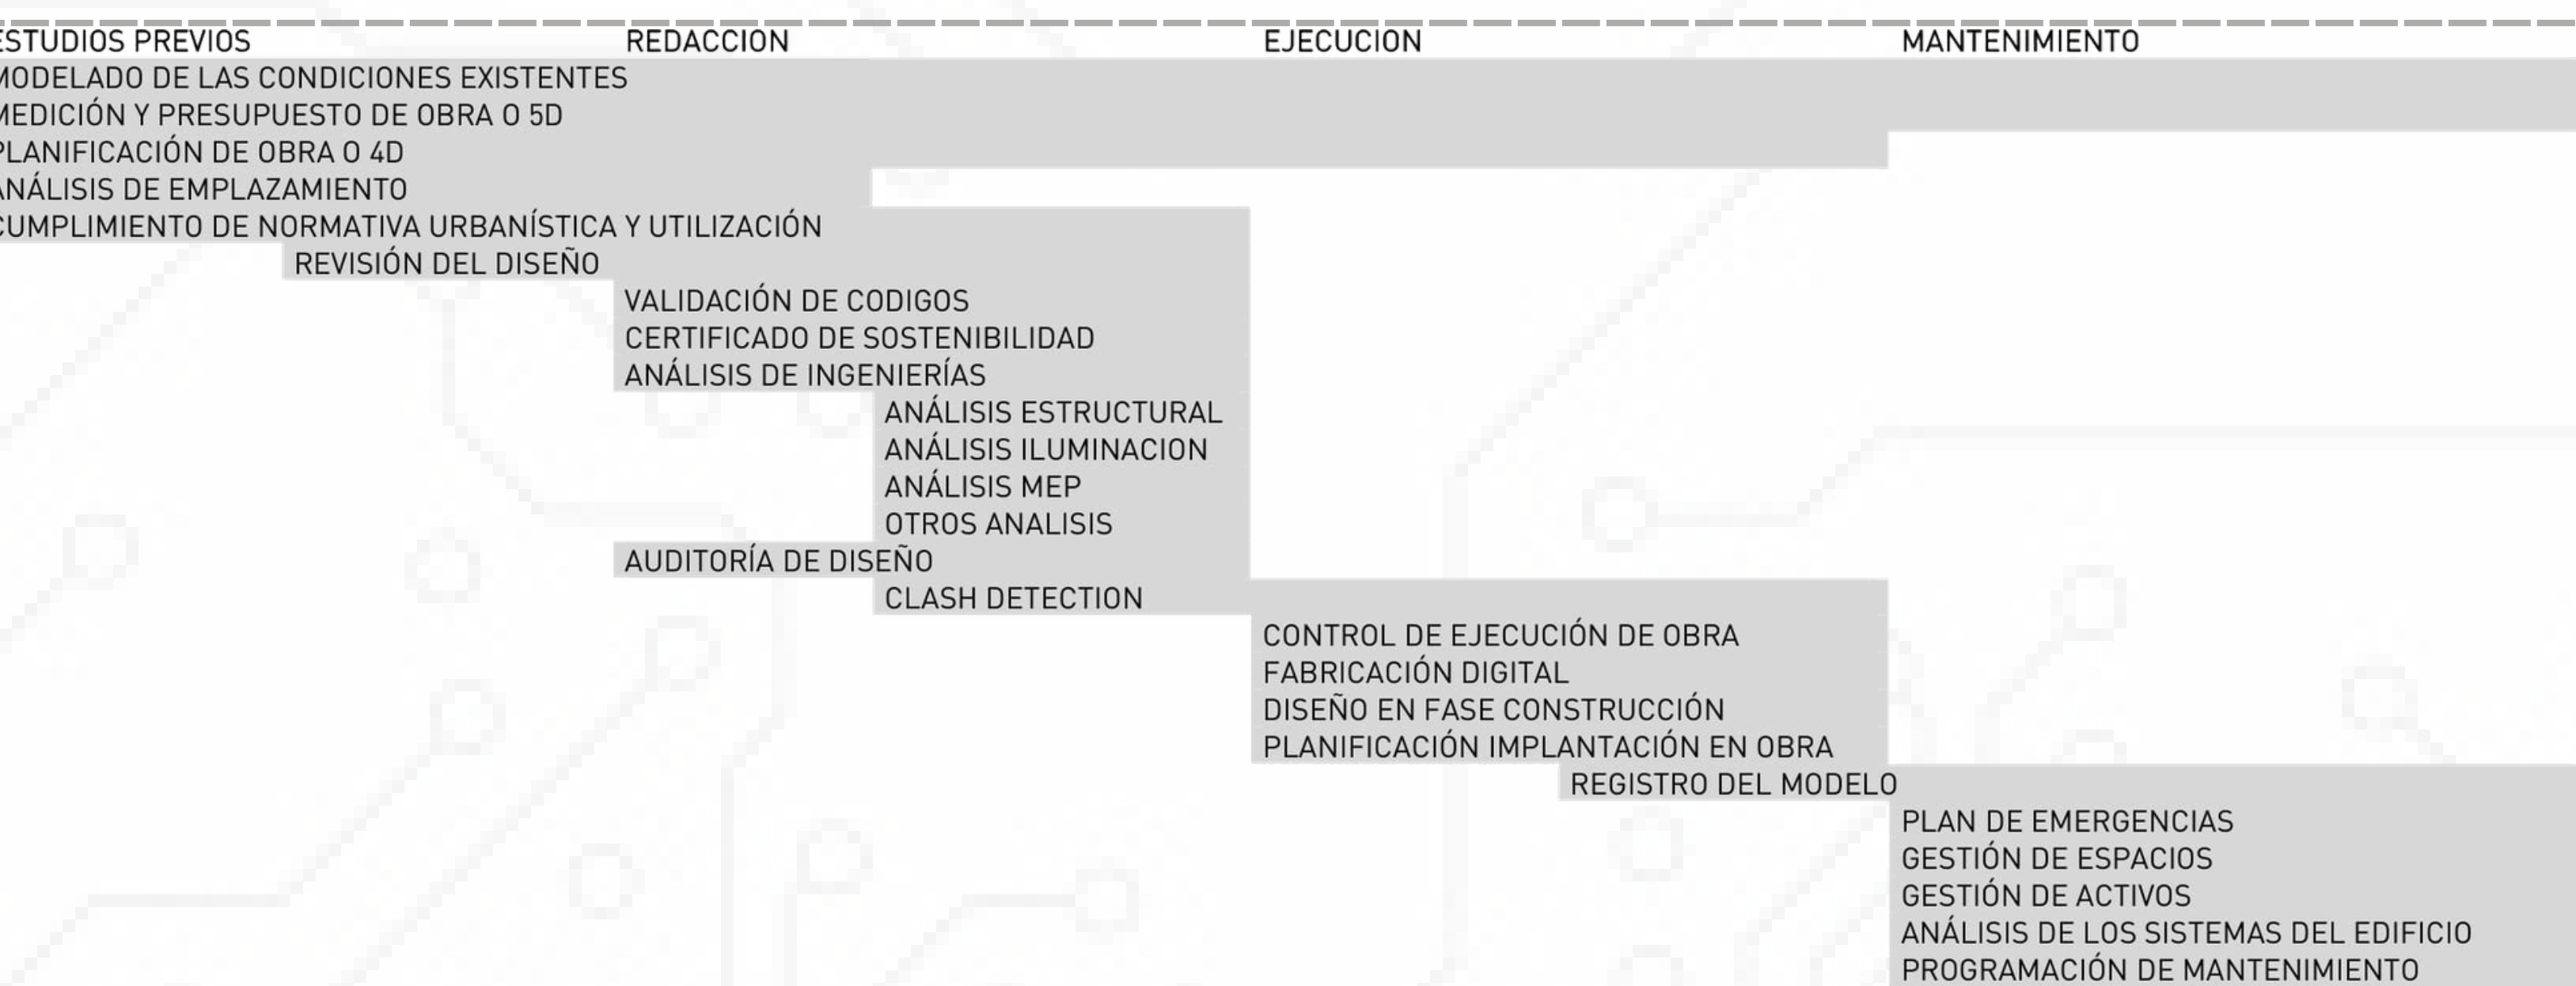 ESTUDIOS PREVIOS REDACCION EJECUCION MANTENIMIENTO
MODELADO DE LAS CONDICIONES EXISTENTES
MEDICIÓN Y PRESUPUESTO DE OBRA O 5D
PLANIFICACIÓN DE OBRA O 4D
ANÁLISIS DE EMPLAZAMIENTO
CUMPLIMIENTO DE NORMATIVA URBANÍSTICA Y UTILIZACIÓN
REVISIÓN DEL DISEÑO
VALIDACIÓN DE CODIGOS
CERTIFICADO DE SOSTENIBILIDAD
ANÁLISIS DE INGENIERÍAS
ANÁLISIS ESTRUCTURAL
ANÁLISIS ILUMINACION
ANÁLISIS MEP
OTROS ANALISIS
AUDITORÍA DE DISEÑO
CLASH DETECTION
CONTROL DE EJECUCIÓN DE OBRA
FABRICACIÓN DIGITAL
DISEÑO EN FASE CONSTRUCCIÓN
PLANIFICACIÓN IMPLANTACIÓN EN OBRA
REGISTRO DEL MODELO
PLAN DE EMERGENCIAS
GESTIÓN DE ESPACIOS
GESTIÓN DE ACTIVOS
ANÁLISIS DE LOS SISTEMAS DEL EDIFICIO
PROGRAMACIÓN DE MANTENIMIENTO